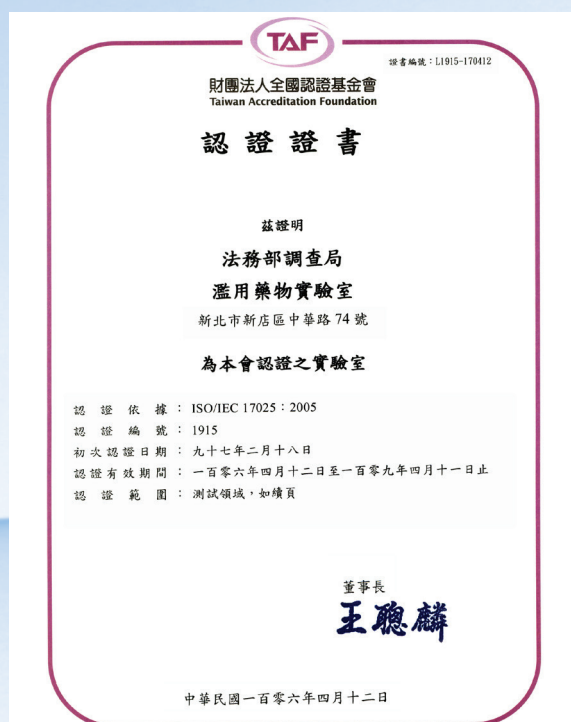 TAF
證書編號：L1915-170412
財團法人全國認證基金會
Taiwan Accreditation Foundation
認證證書
茲證明
法務部調查局
濫用藥物實驗室
新北市新店區中華路 74 號
為本會認證之實驗室
認證依據：ISO/IEC 17025：2005
認證編號：1915
初次認證日期：九十七年二月十八日
認證有效期間：一百零六年四月十二日至一百零九年四月十一日止
認證範圍：測試領域，如續頁
董事長
王聰麟
中華民國一百零六年四月十二日